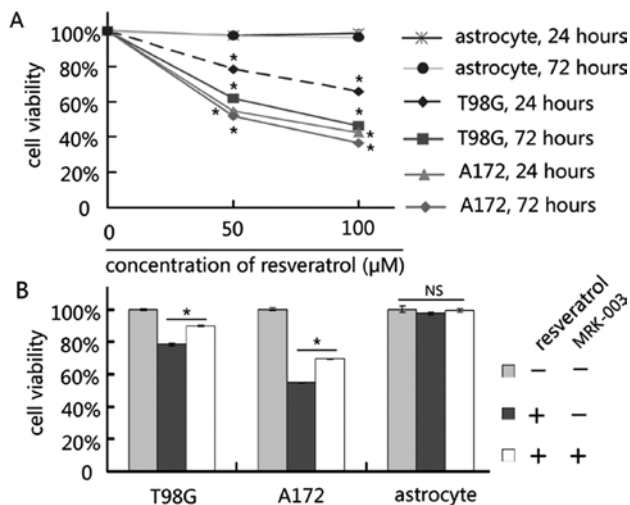 A
100%
80%
60%
40%
20%
0
cell viability
* * * * * * * *
0 50 100
concentration of resveratrol (μM)
astrocyte, 24 hours
astrocyte, 72 hours
T98G, 24 hours
T98G, 72 hours
A172, 24 hours
A172, 72 hours
B
100%
80%
60%
40%
20%
0
cell viability
* * NS
T98G A172 astrocyte
resveratrol MRK-003
− −
+ −
+ +